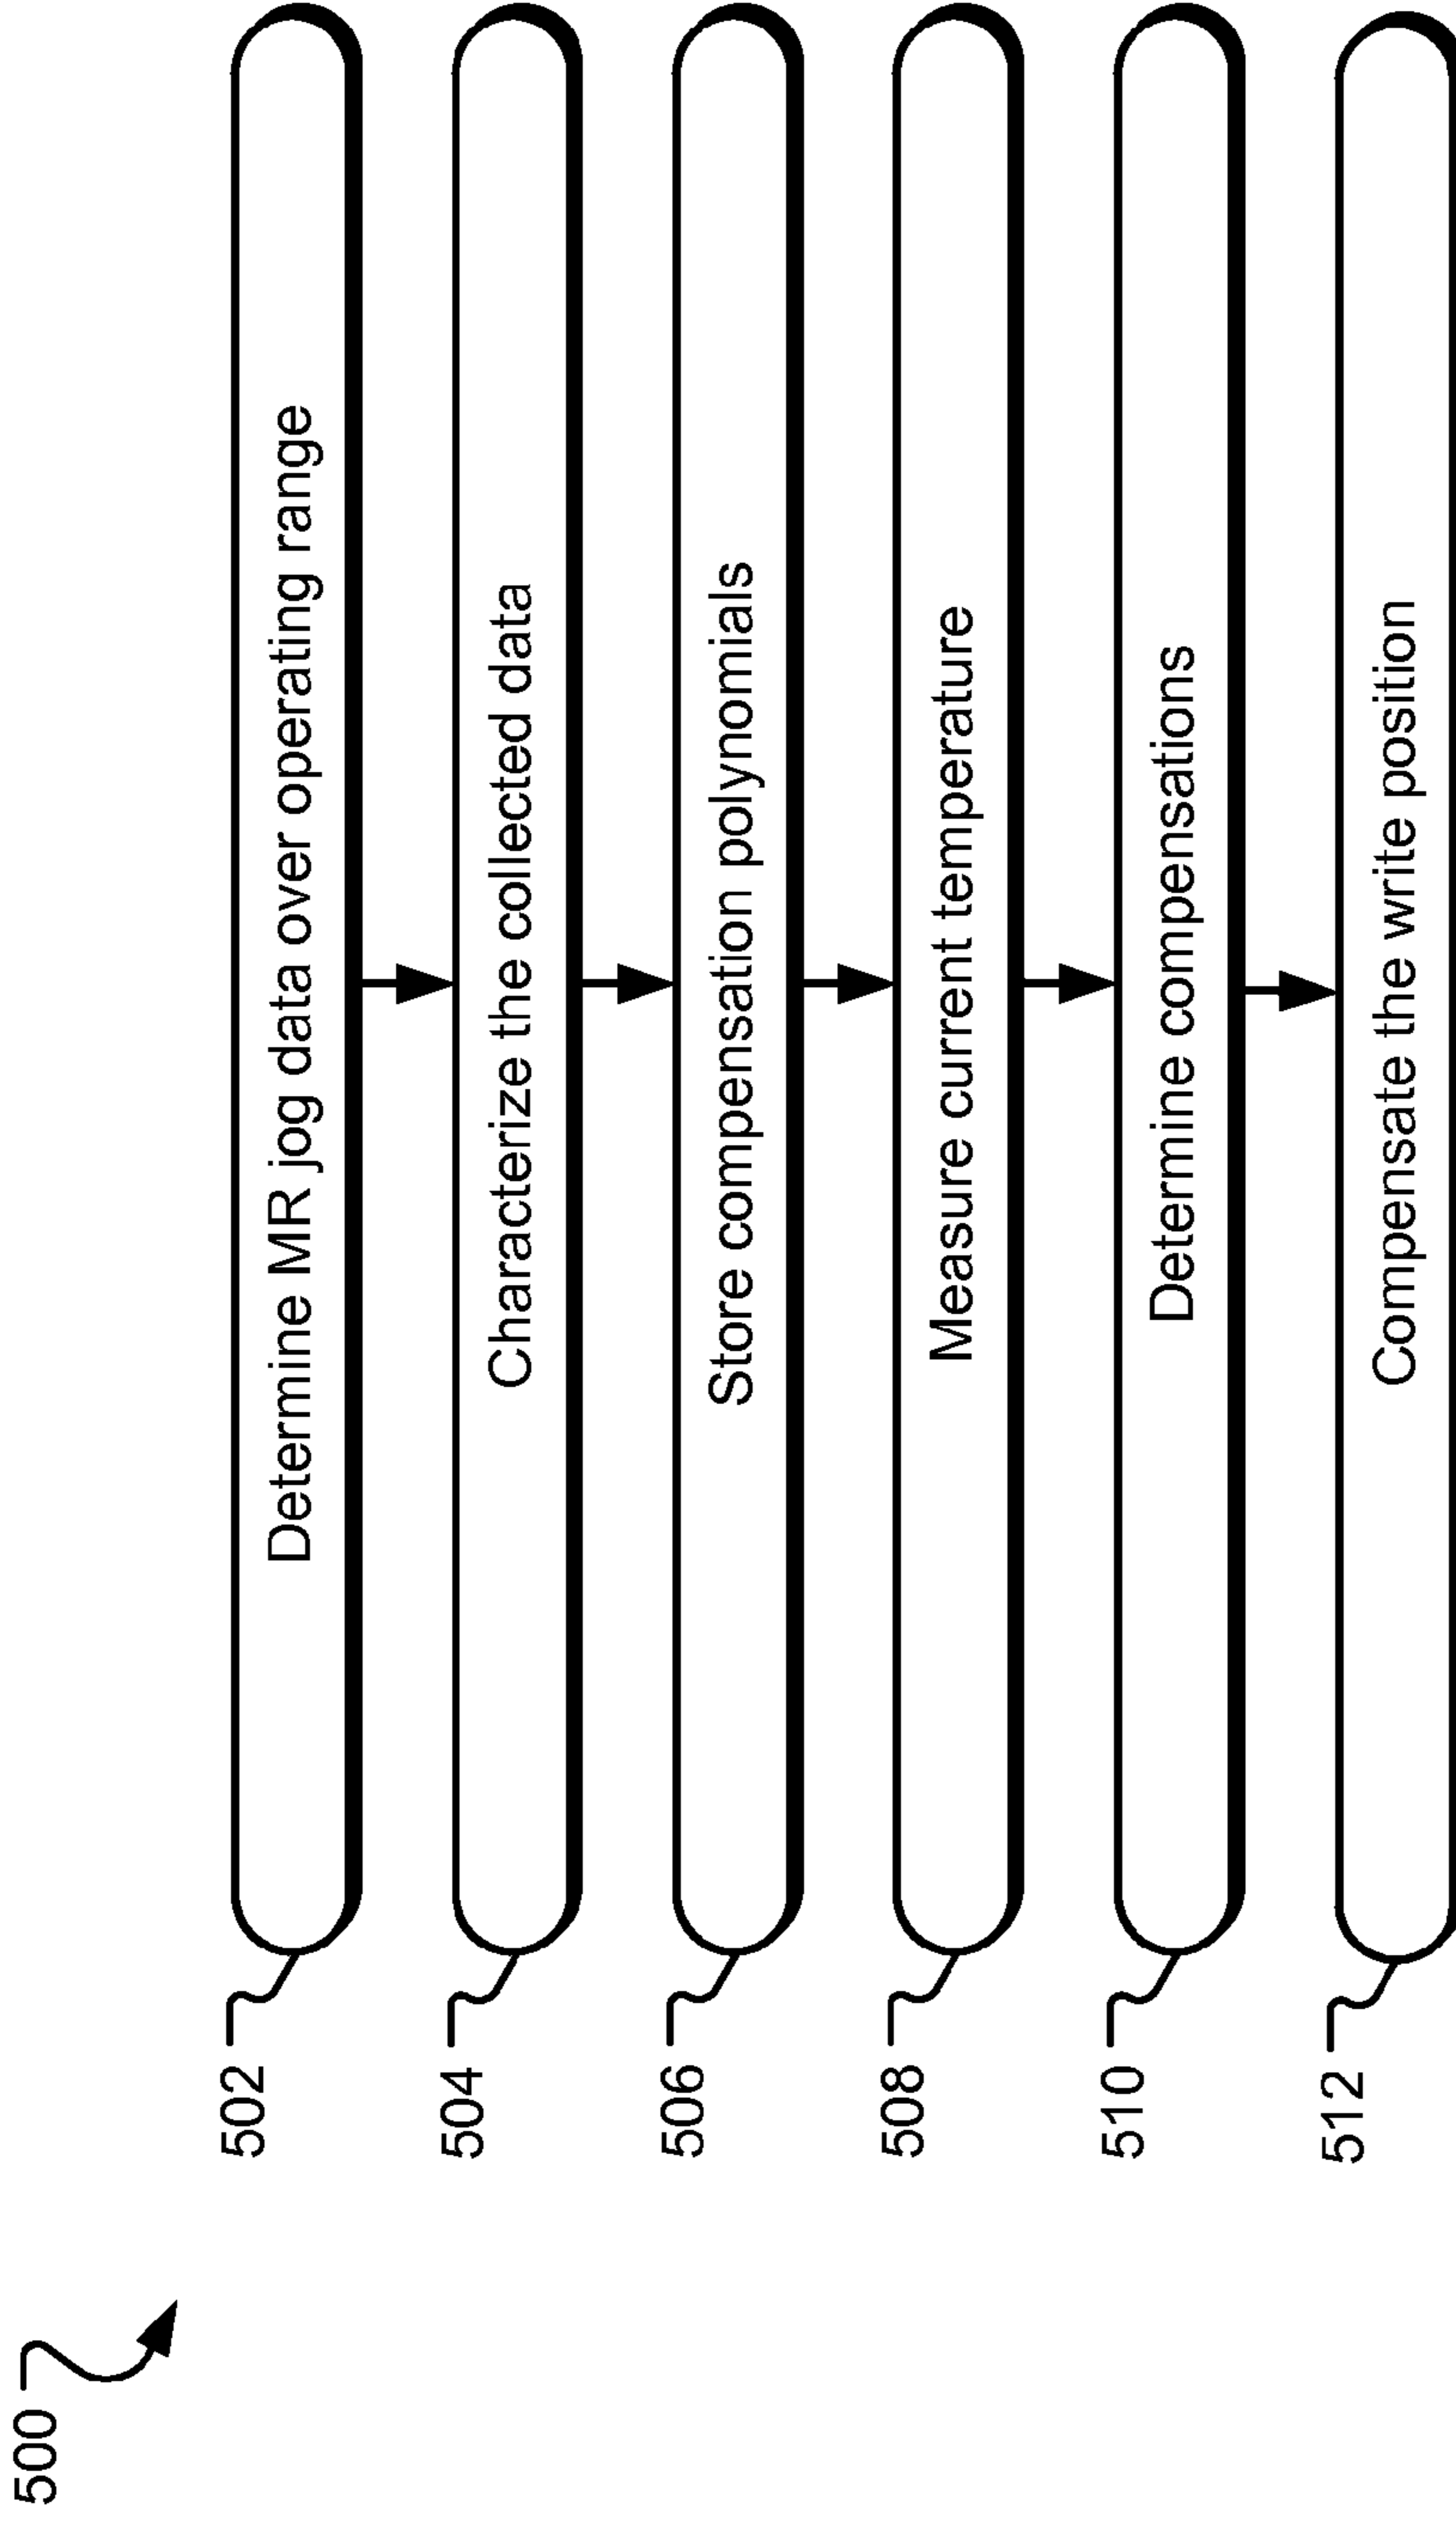 500
502
Determine MR jog data over operating range
504
Characterize the collected data
506
Store compensation polynomials
508
Measure current temperature
510
Determine compensations
512
Compensate the write position